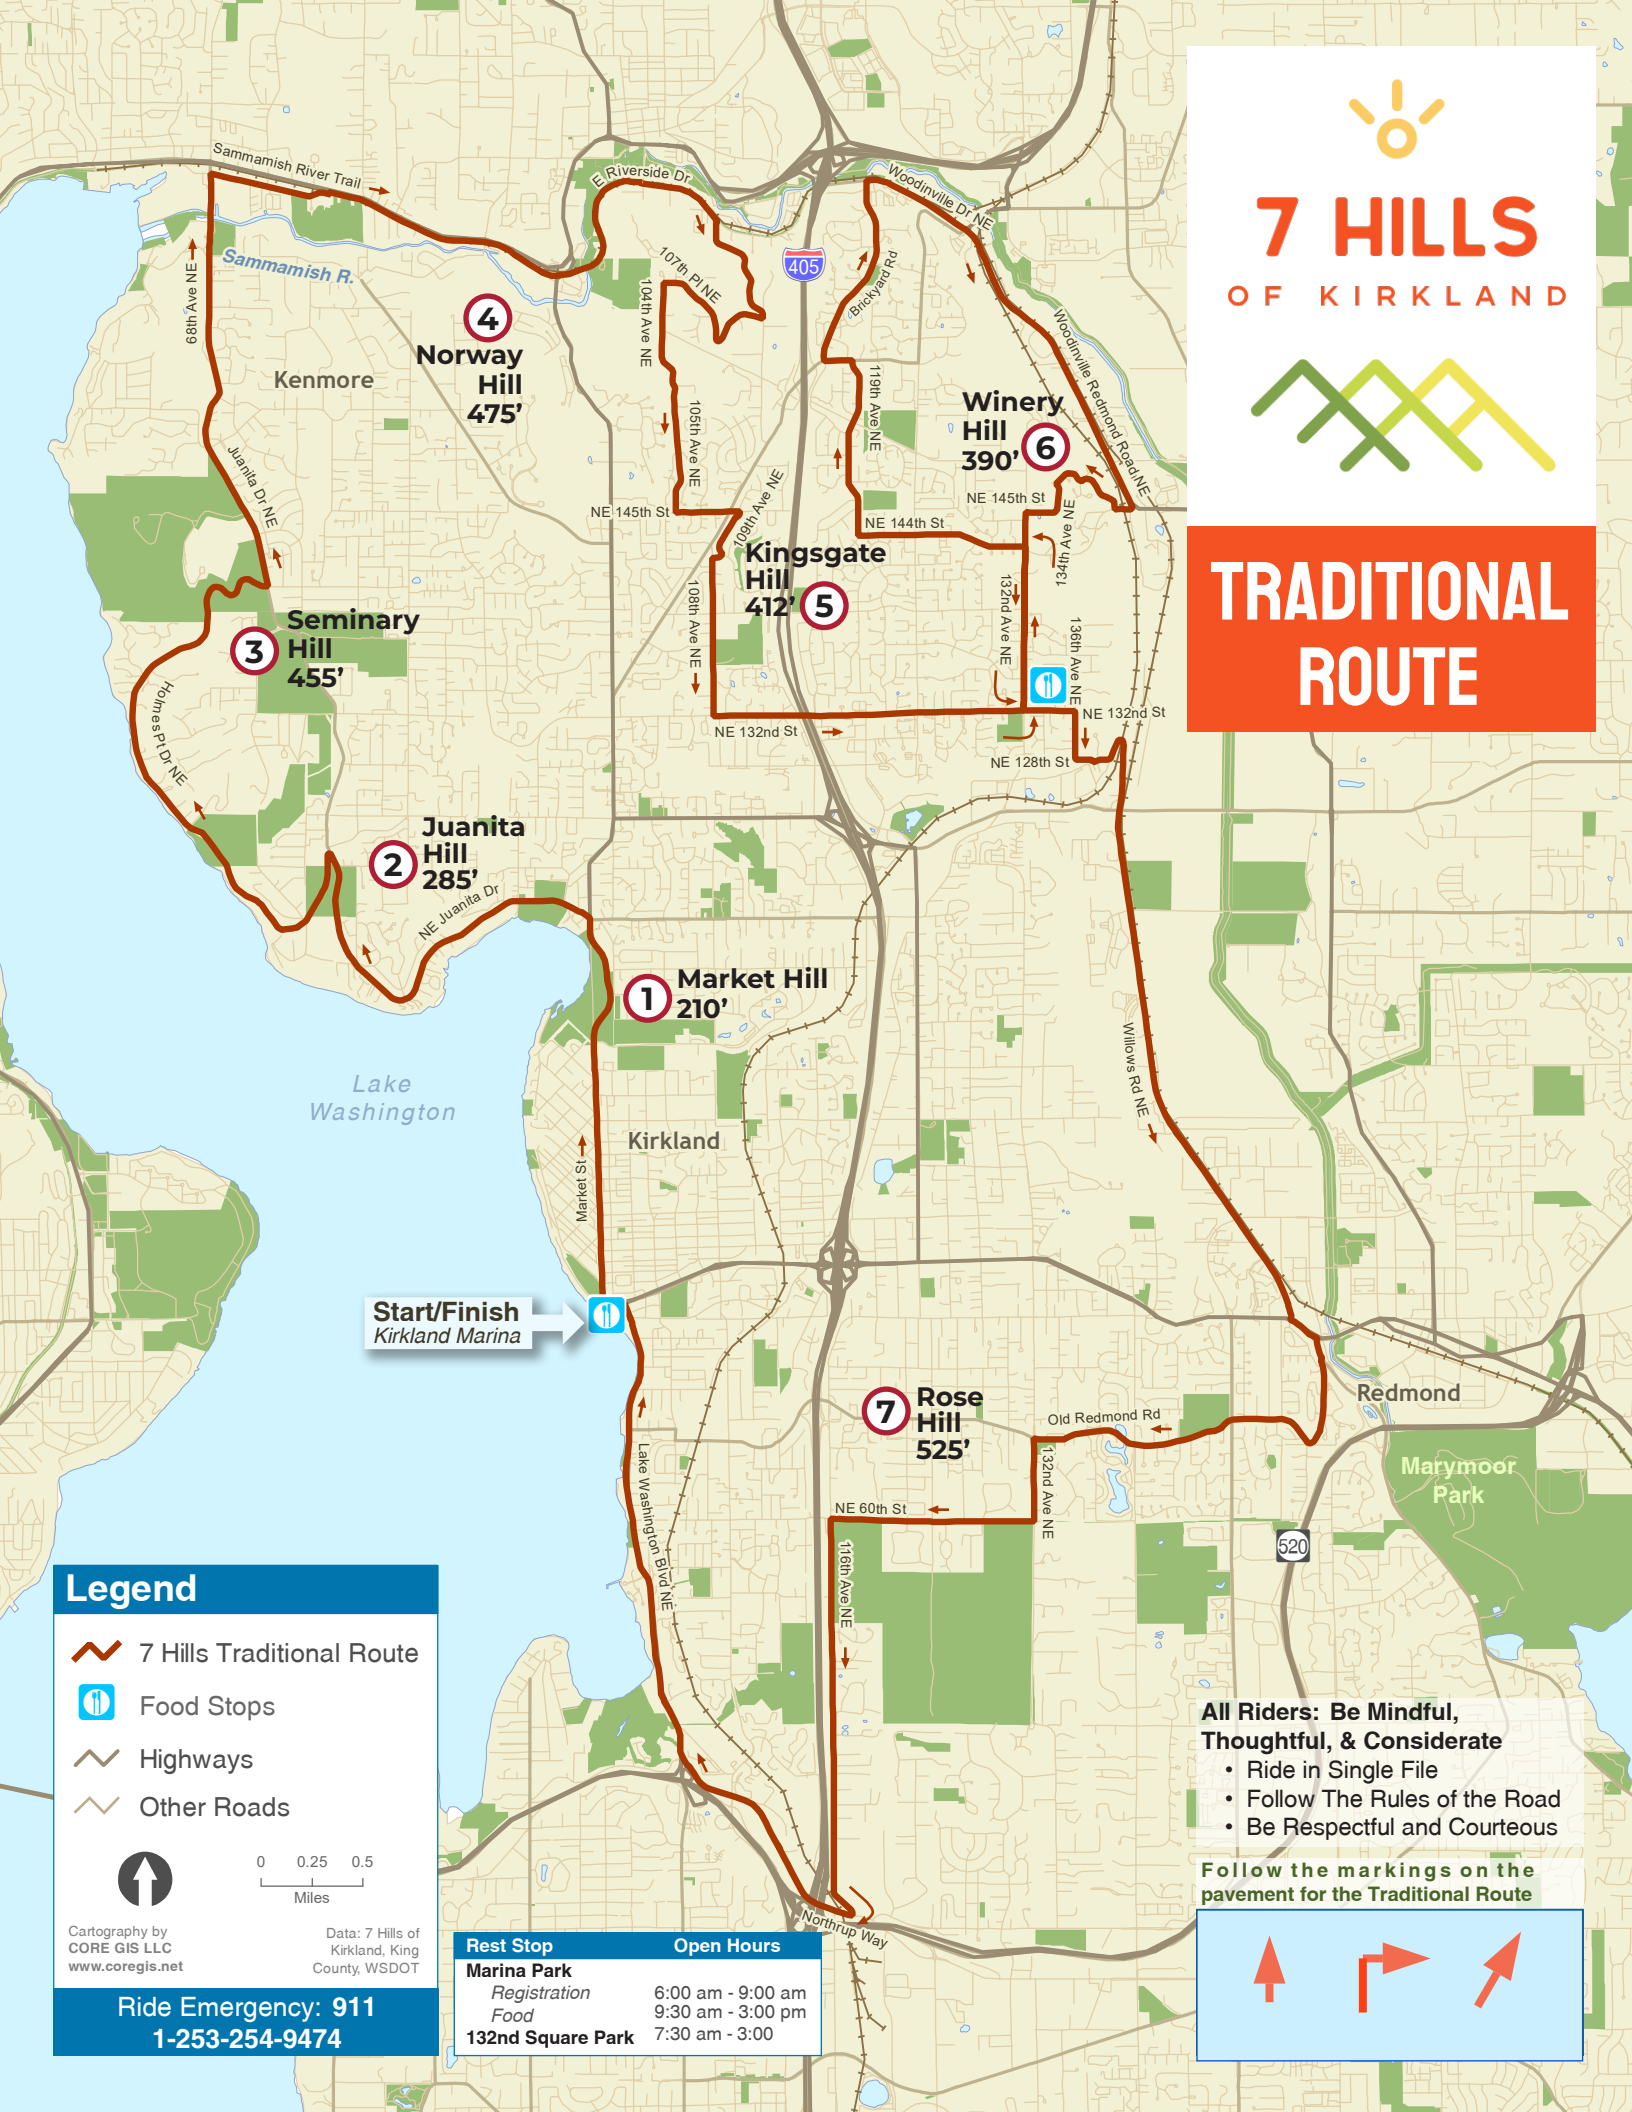 7 HILLS
OF KIRKLAND
TRADITIONAL
ROUTE
Sammamish River Trail
E Riverside Dr
Woodinville Dr NE
68th Ave NE
Sammamish R.
107th Pl NE
104th Ave NE
405
Brickyard Rd
Woodinville Redmond Road NE
4
Norway
Hill
475’
Kenmore
119th Ave NE
Winery
Hill
390’
6
105th Ave NE
Juanita Dr NE
109th Ave NE
NE 145th St
NE 145th St
NE 144th St
134th Ave NE
Kingsgate
Hill
412’
5
108th Ave NE
132nd Ave NE
136th Ave NE
Seminary
Hill
455’
3
Holmes Pt Dr NE
NE 132nd St
NE 132nd St
NE 128th St
Juanita
Hill
285’
2
NE Juanita Dr
1
Market Hill
210’
Willows Rd NE
Lake
Washington
Kirkland
Market St
Start/Finish
Kirkland Marina
7
Rose
Hill
525’
Old Redmond Rd
Redmond
132nd Ave NE
Marymoor
Park
NE 60th St
Lake Washington Blvd NE
116th Ave NE
520
Northrup Way
Legend
7 Hills Traditional Route
Food Stops
Highways
Other Roads
0 0.25 0.5
Miles
Cartography by
CORE GIS LLC
www.coregis.net
Data: 7 Hills of
Kirkland, King
County, WSDOT
Ride Emergency: 911
1-253-254-9474
Rest Stop Open Hours
Marina Park
Registration 6:00 am - 9:00 am
Food 9:30 am - 3:00 pm
132nd Square Park 7:30 am - 3:00
All Riders: Be Mindful,
Thoughtful, & Considerate
• Ride in Single File
• Follow The Rules of the Road
• Be Respectful and Courteous
Follow the markings on the
pavement for the Traditional Route